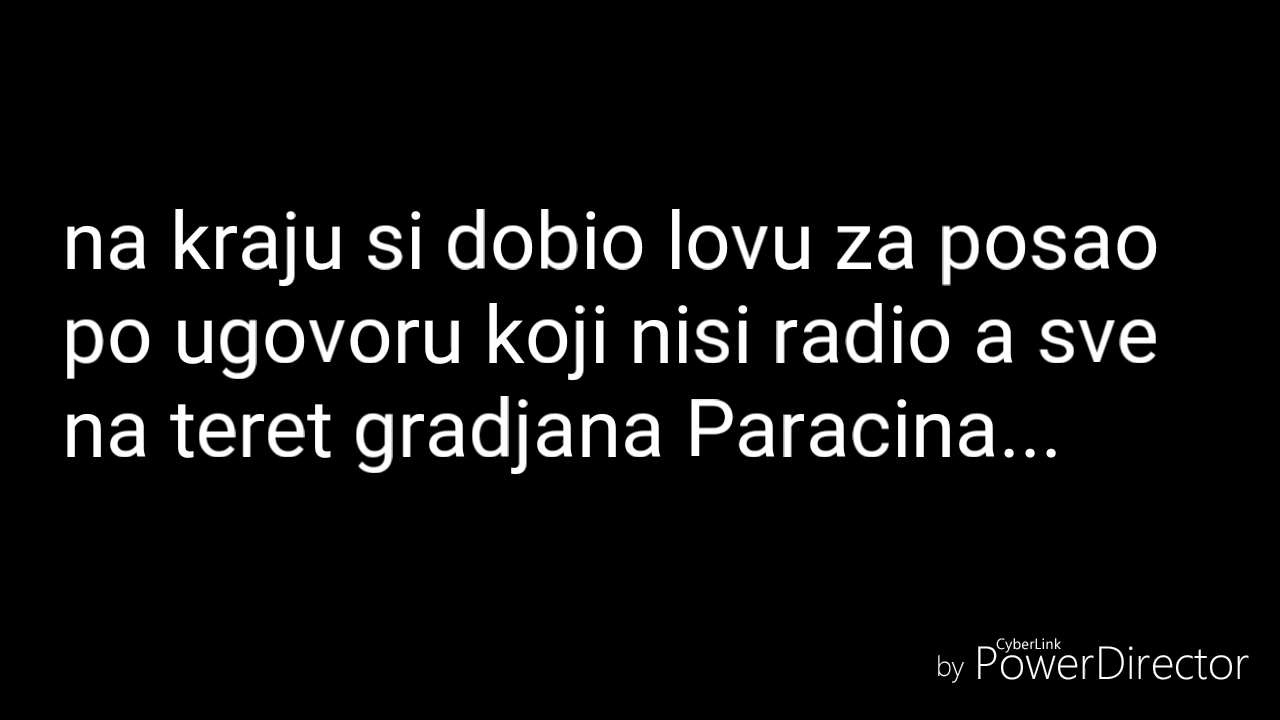 na kraju si dobio lovu za posao
po ugovoru koji nisi radio a sve
na teret gradjana Paracina...
CyberLink
by PowerDirector